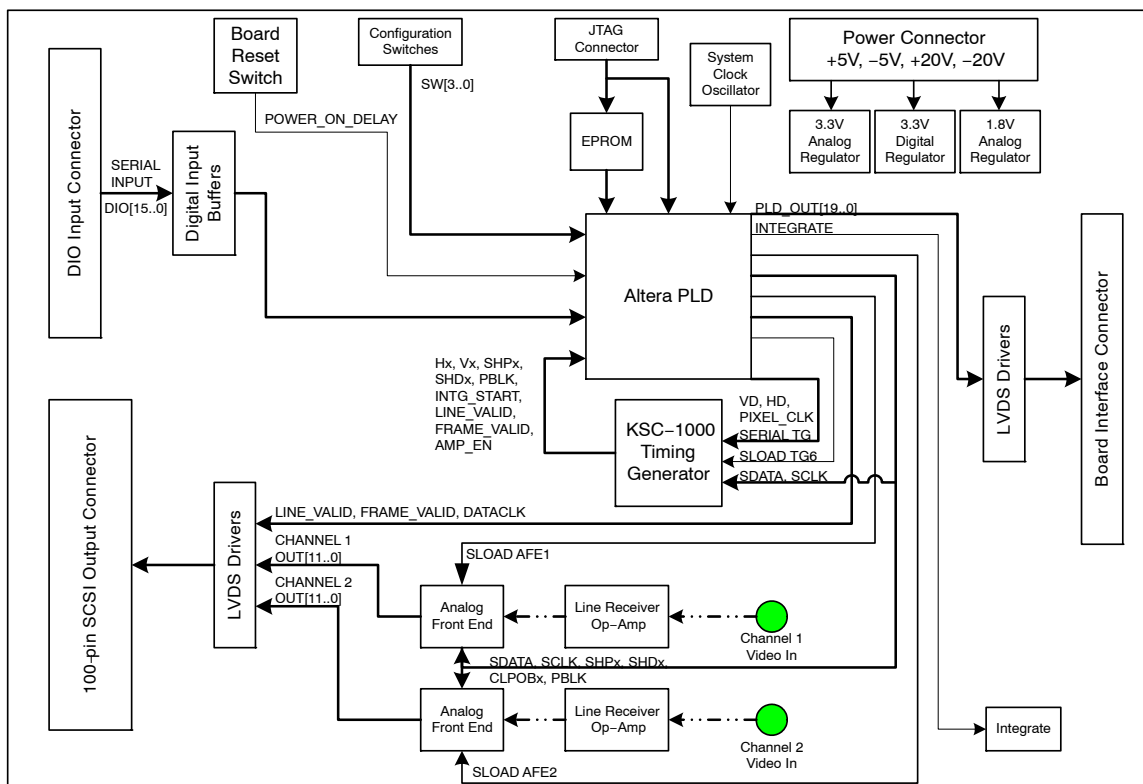 Board
Reset
Switch
Configuration
Switches
JTAG
Connector
System
Clock
Oscillator
Power Connector
+5V, −5V, +20V, −20V
SW[3..0]
POWER_ON_DELAY
EPROM
3.3V
Analog
Regulator
3.3V
Digital
Regulator
1.8V
Analog
Regulator
DIO Input Connector
SERIAL
INPUT
DIO[15..0]
Digital Input
Buffers
PLD_OUT[19..0]
INTEGRATE
Altera PLD
LVDS Drivers
Board Interface Connector
Hx, Vx, SHPx,
SHDx, PBLK,
INTG_START,
LINE_VALID,
FRAME_VALID,
AMP_EN
KSC−1000
Timing
Generator
VD, HD,
PIXEL_CLK
SERIAL TG
SLOAD TG6
SDATA, SCLK
100-pin SCSI Output Connector
LVDS Drivers
LINE_VALID, FRAME_VALID, DATACLK
CHANNEL 1
OUT[11..0]
CHANNEL 2
OUT[11..0]
SLOAD AFE1
Analog
Front End
Line Receiver
Op−Amp
Channel 1
Video In
SDATA, SCLK, SHPx, SHDx,
CLPOBx, PBLK
Analog
Front End
Line Receiver
Op−Amp
Channel 2
Video In
Integrate
SLOAD AFE2